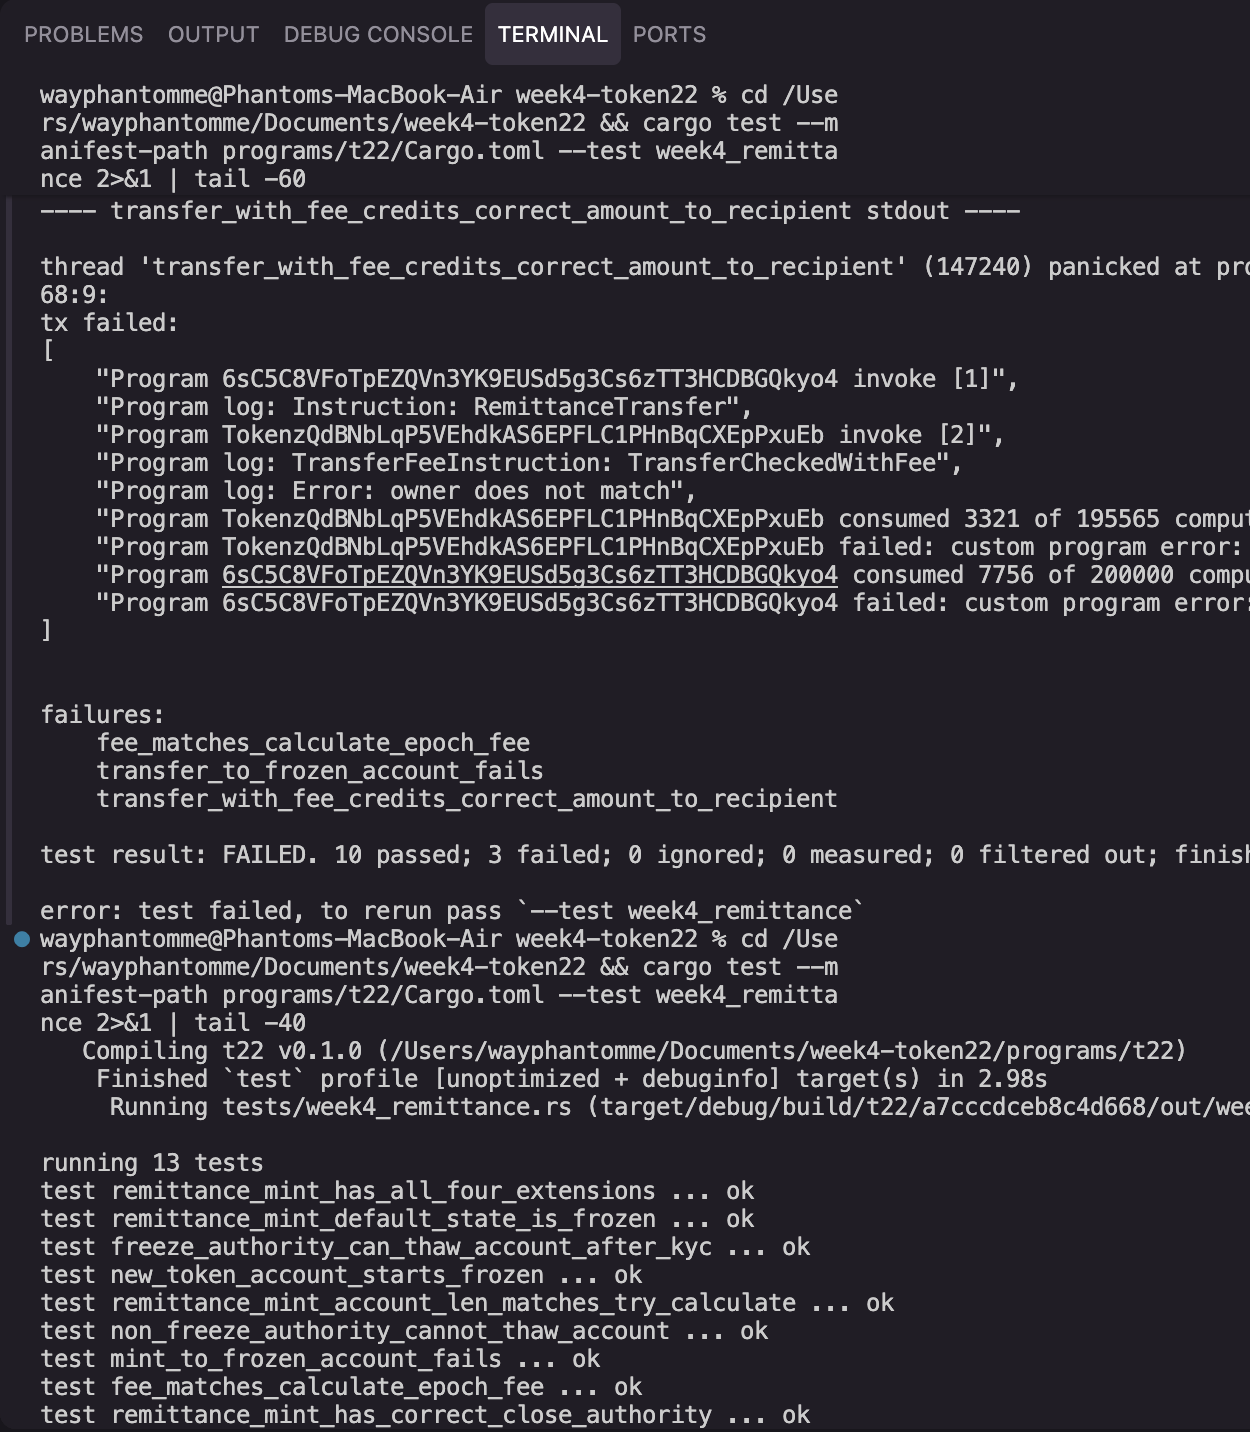 PROBLEMS OUTPUT DEBUG CONSOLE TERMINAL PORTS
wayphantomme@Phantoms-MacBook-Air week4-token22 % cd /Use
rs/wayphantomme/Documents/week4-token22 && cargo test --m
anifest-path programs/t22/Cargo.toml --test week4_remitta
nce 2>&1 | tail -60
---- transfer_with_fee_credits_correct_amount_to_recipient stdout ----
thread 'transfer_with_fee_credits_correct_amount_to_recipient' (147240) panicked at pro
68:9:
tx failed:
[
    "Program 6sC5C8VFoTpEZQVn3YK9EUSd5g3Cs6zTT3HCDBGQkyo4 invoke [1]",
    "Program log: Instruction: RemittanceTransfer",
    "Program TokenzQdBNbLqP5VEhdkAS6EPFLC1PHnBqCXEpPxuEb invoke [2]",
    "Program log: TransferFeeInstruction: TransferCheckedWithFee",
    "Program log: Error: owner does not match",
    "Program TokenzQdBNbLqP5VEhdkAS6EPFLC1PHnBqCXEpPxuEb consumed 3321 of 195565 comput
    "Program TokenzQdBNbLqP5VEhdkAS6EPFLC1PHnBqCXEpPxuEb failed: custom program error:
    "Program 6sC5C8VFoTpEZQVn3YK9EUSd5g3Cs6zTT3HCDBGQkyo4 consumed 7756 of 200000 compu
    "Program 6sC5C8VFoTpEZQVn3YK9EUSd5g3Cs6zTT3HCDBGQkyo4 failed: custom program error:
]
failures:
    fee_matches_calculate_epoch_fee
    transfer_to_frozen_account_fails
    transfer_with_fee_credits_correct_amount_to_recipient
test result: FAILED. 10 passed; 3 failed; 0 ignored; 0 measured; 0 filtered out; finish
error: test failed, to rerun pass `--test week4_remittance`
wayphantomme@Phantoms-MacBook-Air week4-token22 % cd /Use
rs/wayphantomme/Documents/week4-token22 && cargo test --m
anifest-path programs/t22/Cargo.toml --test week4_remitta
nce 2>&1 | tail -40
   Compiling t22 v0.1.0 (/Users/wayphantomme/Documents/week4-token22/programs/t22)
    Finished `test` profile [unoptimized + debuginfo] target(s) in 2.98s
     Running tests/week4_remittance.rs (target/debug/build/t22/a7cccdceb8c4d668/out/wee
running 13 tests
test remittance_mint_has_all_four_extensions ... ok
test remittance_mint_default_state_is_frozen ... ok
test freeze_authority_can_thaw_account_after_kyc ... ok
test new_token_account_starts_frozen ... ok
test remittance_mint_account_len_matches_try_calculate ... ok
test non_freeze_authority_cannot_thaw_account ... ok
test mint_to_frozen_account_fails ... ok
test fee_matches_calculate_epoch_fee ... ok
test remittance_mint_has_correct_close_authority ... ok